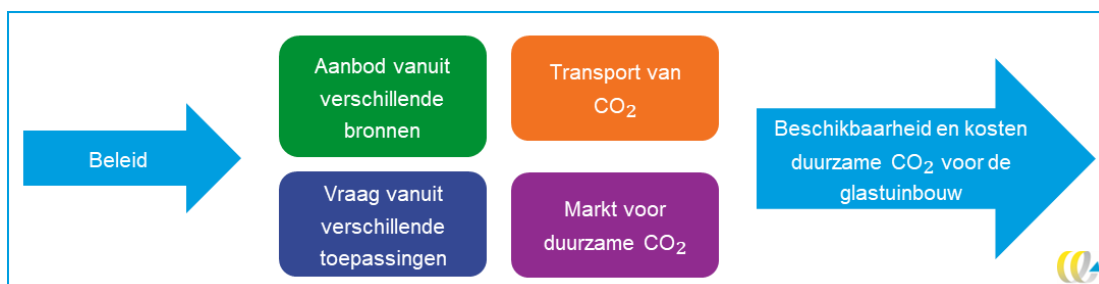 Beleid
Aanbod vanuit
verschillende
bronnen
Transport van
CO₂
Vraag vanuit
verschillende
toepassingen
Markt voor
duurzame CO₂
Beschikbaarheid en kosten
duurzame CO₂ voor de
glastuinbouw